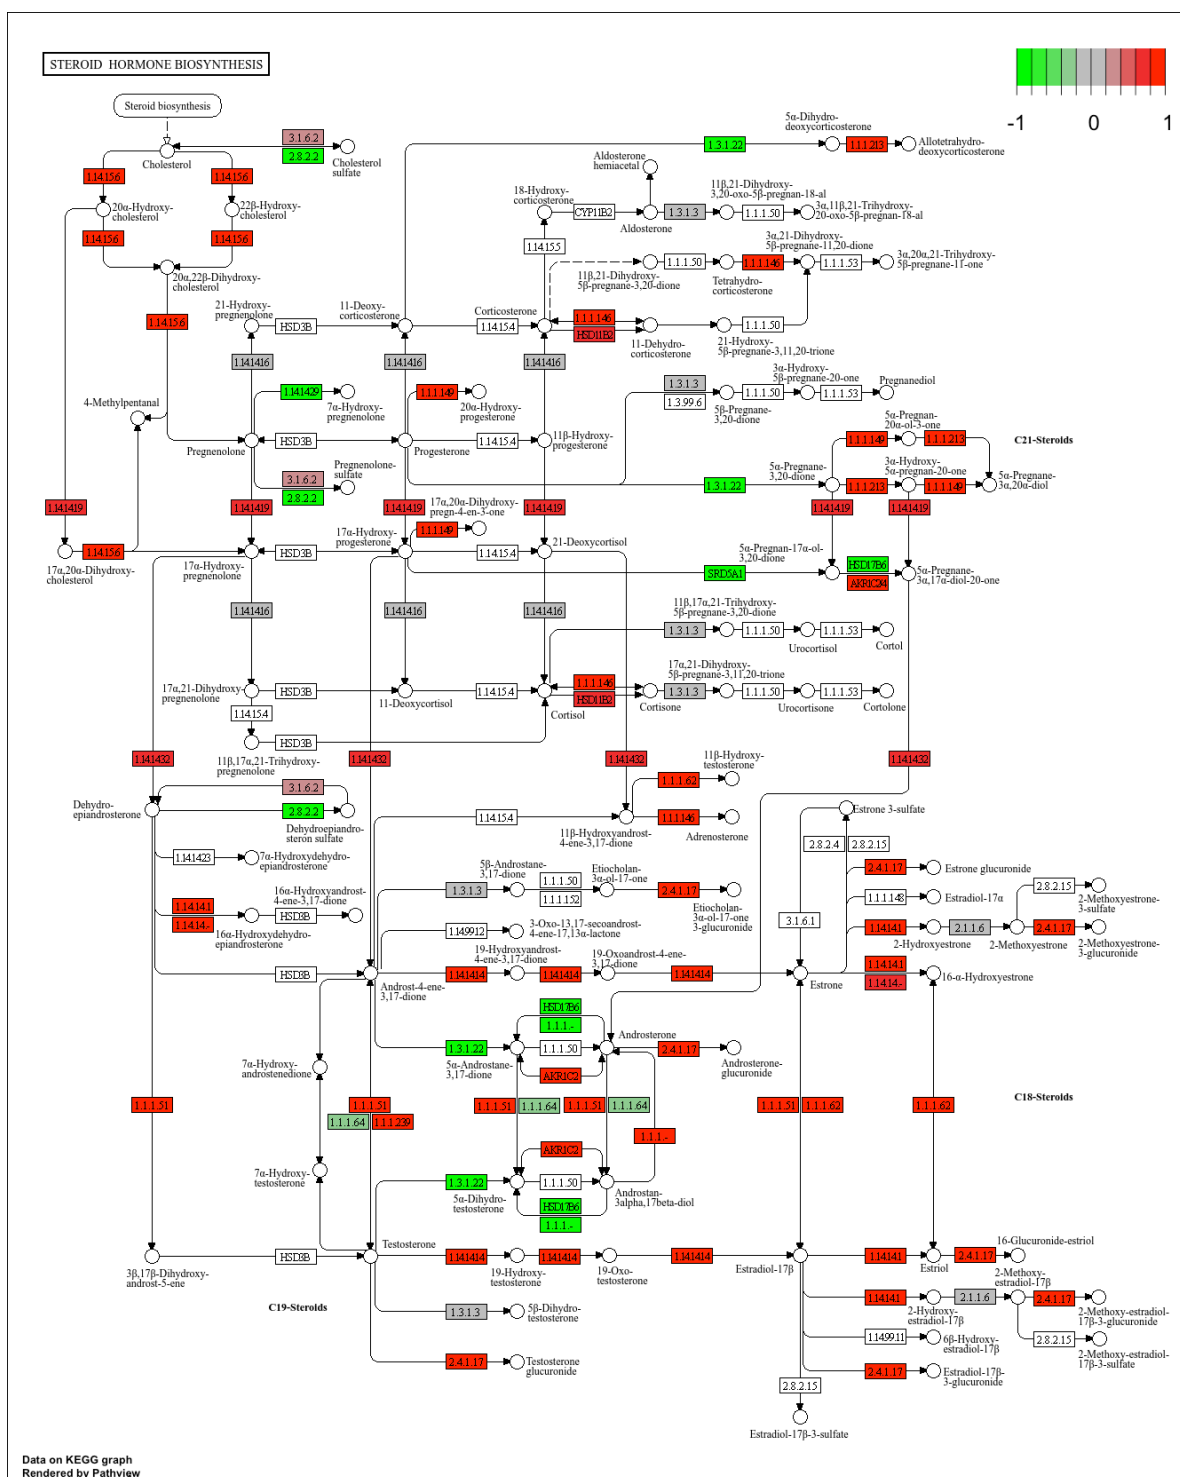 STEROID HORMONE BIOSYNTHESIS
-1 0 1
Steroid biosynthesis
Cholesterol
3.1.6.2
2.8.2.2
Cholesterol
sulfate
1.14.15.6
1.14.15.6
20α-Hydroxy-
cholesterol
22β-Hydroxy-
cholesterol
1.14.15.6
1.14.15.6
20α,22β-Dihydroxy-
cholesterol
1.14.15.6
5α-Dihydro-
deoxycorticosterone
1.3.1.22
1.1.1.213
Allotetrahydro-
deoxycorticosterone
Aldosterone
hemiacetal
18-Hydroxy-
corticosterone
CYP11B2
Aldosterone
1.3.1.3
11β,21-Dihydroxy-
3,20-oxo-5β-pregnan-18-al
1.1.1.50
3α,11β,21-Trihydroxy-
20-oxo-5β-pregnan-18-al
1.14.15.5
11β,21-Dihydroxy-
5β-pregnane-3,20-dione
1.1.1.50
Tetrahydro-
corticosterone
1.1.1.146
3α,21-Dihydroxy-
5β-pregnane-11,20-dione
1.1.1.53
3α,20α,21-Trihydroxy-
5β-pregnane-11-one
21-Hydroxy-
pregnenolone
HSD3B
11-Deoxy-
corticosterone
1.14.15.4
Corticosterone
1.1.1.146
HSD11B2
11-Dehydro-
corticosterone
21-Hydroxy-
5β-pregnane-3,11,20-trione
1.1.1.50
1.14.14.16
1.14.14.16
1.14.14.16
4-Methylpentanal
1.14.14.29
7α-Hydroxy-
pregnenolone
1.1.1.149
20α-Hydroxy-
progesterone
1.3.1.3
1.3.99.6
5β-Pregnane-
3,20-dione
1.1.1.50
3α-Hydroxy-
5β-pregnane-20-one
1.1.1.53
Pregnanediol
Pregnenolone
HSD3B
Progesterone
1.14.15.4
11β-Hydroxy-
progesterone
3.1.6.2
2.8.2.2
Pregnenolone-
sulfate
1.3.1.22
5α-Pregnane-
3,20-dione
1.1.1.149
5α-Pregnan-
20α-ol-3-one
1.1.1.213
C21-Steroids
1.1.1.213
3α-Hydroxy-
5α-pregnan-20-one
1.1.1.149
5α-Pregnane-
3α,20α-diol
1.14.14.19
1.14.14.19
1.14.14.19
1.14.14.19
1.14.14.19
1.14.14.19
17α,20α-Dihydroxy-
cholesterol
1.14.15.6
17α-Hydroxy-
pregnenolone
HSD3B
17α-Hydroxy-
progesterone
1.1.1.149
17α,20α-Dihydroxy-
pregn-4-en-3-one
1.14.15.4
21-Deoxycortisol
SRD5A1
5α-Pregnan-17α-ol-
3,20-dione
HSD17B6
AKR1C2/4
5α-Pregnane-
3α,17α-diol-20-one
1.14.14.16
1.14.14.16
1.14.14.16
1.3.1.3
11β,17α,21-Trihydroxy-
5β-pregnane-3,20-dione
1.1.1.50
Urocortisol
1.1.1.53
Cortol
17α,21-Dihydroxy-
pregnenolone
HSD3B
11-Deoxycortisol
1.14.15.4
Cortisol
1.1.1.146
HSD11B2
Cortisone
1.3.1.3
17α,21-Dihydroxy-
5β-pregnane-3,11,20-trione
1.1.1.50
Urocortisone
1.1.1.53
Cortolone
1.14.15.4
11β,17α,21-Trihydroxy-
pregnenolone
HSD3B
1.14.14.32
1.14.14.32
1.14.14.32
1.14.14.32
Dehydro-
epiandrosterone
3.1.6.2
2.8.2.2
Dehydroepiandro-
steron sulfate
1.14.14.23
7α-Hydroxydehydro-
epiandrosterone
1.14.14.1
1.14.14.-
16α-Hydroxydehydro-
epiandrosterone
16α-Hydroxyandrost-
4-ene-3,17-dione
HSD3B
HSD3B
1.14.15.4
11β-Hydroxyandrost-
4-ene-3,17-dione
1.1.1.62
11β-Hydroxy-
testosterone
1.1.1.146
Adrenosterone
1.3.1.3
5β-Androstane-
3,17-dione
1.1.1.50
1.1.1.152
Etiocholan-
3α-ol-17-one
2.4.1.17
Etiocholan-
3α-ol-17-one
3-glucuronide
1.14.99.12
3-Oxo-13,17-secoandrost-
4-ene-17,13α-lactone
Androst-4-ene-
3,17-dione
1.14.14.14
19-Hydroxyandrost-
4-ene-3,17-dione
1.14.14.14
19-Oxoandrost-4-ene-
3,17-dione
1.14.14.14
Estrone
Estrone 3-sulfate
2.8.2.4
2.8.2.15
3.1.6.1
2.4.1.17
Estrone glucuronide
1.1.1.148
Estradiol-17α
1.14.14.1
2-Hydroxyestrone
2.1.1.6
2-Methoxyestrone
2.8.2.15
2-Methoxyestrone-
3-sulfate
2.4.1.17
2-Methoxyestrone-
3-glucuronide
1.14.14.1
1.14.14.-
16-α-Hydroxyestrone
HSD17B6
1.1.1.-
1.3.1.22
5α-Androstane-
3,17-dione
1.1.1.50
AKR1C2
Androsterone
2.4.1.17
Androsterone-
glucuronide
7α-Hydroxy-
androstenedione
1.1.1.51
1.1.1.51
1.1.1.64
1.1.1.239
1.1.1.51
1.1.1.64
1.1.1.51
1.1.1.64
1.1.1.-
1.1.1.51
1.1.1.62
1.1.1.62
C18-Steroids
7α-Hydroxy-
testosterone
AKR1C2
1.3.1.22
5α-Dihydro-
testosterone
1.1.1.50
HSD17B6
1.1.1.-
Androstan-
3alpha,17beta-diol
3β,17β-Dihydroxy-
androst-5-ene
HSD3B
Testosterone
1.14.14.14
19-Hydroxy-
testosterone
1.14.14.14
19-Oxo-
testosterone
1.14.14.14
Estradiol-17β
1.14.14.1
Estriol
2.4.1.17
16-Glucuronide-
estriol
C19-Steroids
1.3.1.3
5β-Dihydro-
testosterone
2.4.1.17
Testosterone
glucuronide
1.14.14.1
2-Hydroxy-
estradiol-17β
2.1.1.6
2-Methoxy-
estradiol-17β
2.4.1.17
2-Methoxy-estradiol-
17β-3-glucuronide
1.14.99.11
6β-Hydroxy-
estradiol-17β
2.8.2.15
2-Methoxy-estradiol-
17β-3-sulfate
2.4.1.17
Estradiol-17β-
3-glucuronide
2.8.2.15
Estradiol-17β-3-sulfate
Data on KEGG graph
Rendered by Pathview